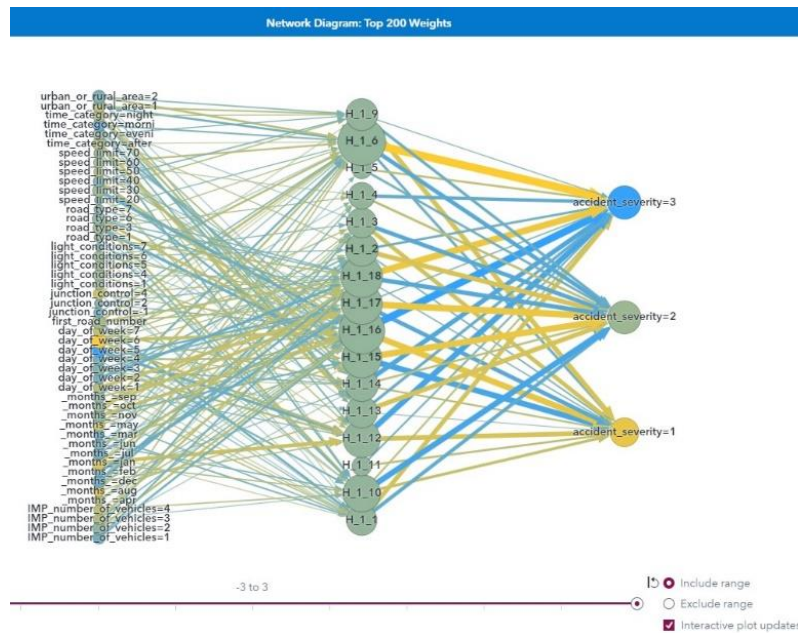 Network Diagram: Top 200 Weights
urban_or_rural_area=2
urban_or_rural_area=1
time_category=night
time_category=morni
time_category=eveni
time_category=after
speed_limit=70
speed_limit=60
speed_limit=50
speed_limit=40
speed_limit=30
speed_limit=20
road_type=7
road_type=6
road_type=3
road_type=1
light_conditions=7
light_conditions=6
light_conditions=5
light_conditions=4
light_conditions=1
junction_control=4
junction_control=2
junction_control=-1
first_road_number
day_of_week=7
day_of_week=6
day_of_week=5
day_of_week=4
day_of_week=3
day_of_week=2
day_of_week=1
_months_=sep
_months_=oct
_months_=nov
_months_=may
_months_=mar
_months_=jun
_months_=jul
_months_=jan
_months_=feb
_months_=dec
_months_=aug
_months_=apr
IMP_number_of_vehicles=4
IMP_number_of_vehicles=3
IMP_number_of_vehicles=2
IMP_number_of_vehicles=1
H_1_9
H_1_6
H_1_5
H_1_4
H_1_3
H_1_2
H_1_18
H_1_17
H_1_16
H_1_15
H_1_14
H_1_13
H_1_12
H_1_11
H_1_10
H_1_1
accident_severity=3
accident_severity=2
accident_severity=1
-3 to 3
Include range
Exclude range
Interactive plot updates